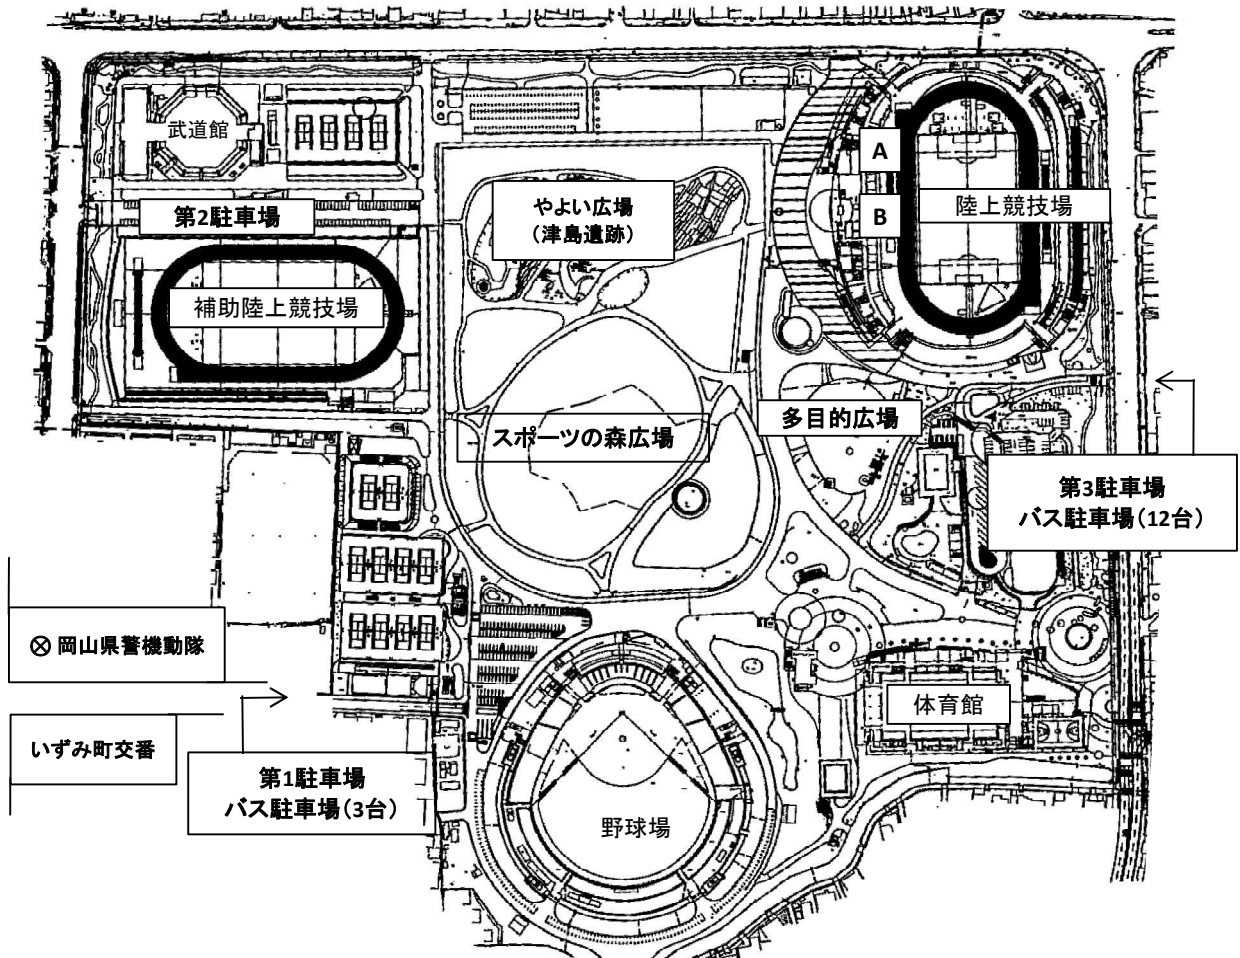 武道館
A
やよい広場
（津島遺跡）
陸上競技場
第2駐車場
B
補助陸上競技場
多目的広場
スポーツの森広場
第3駐車場
バス駐車場（12台）
⊗ 岡山県警機動隊
体育館
いずみ町交番
第1駐車場
バス駐車場（3台）
野球場